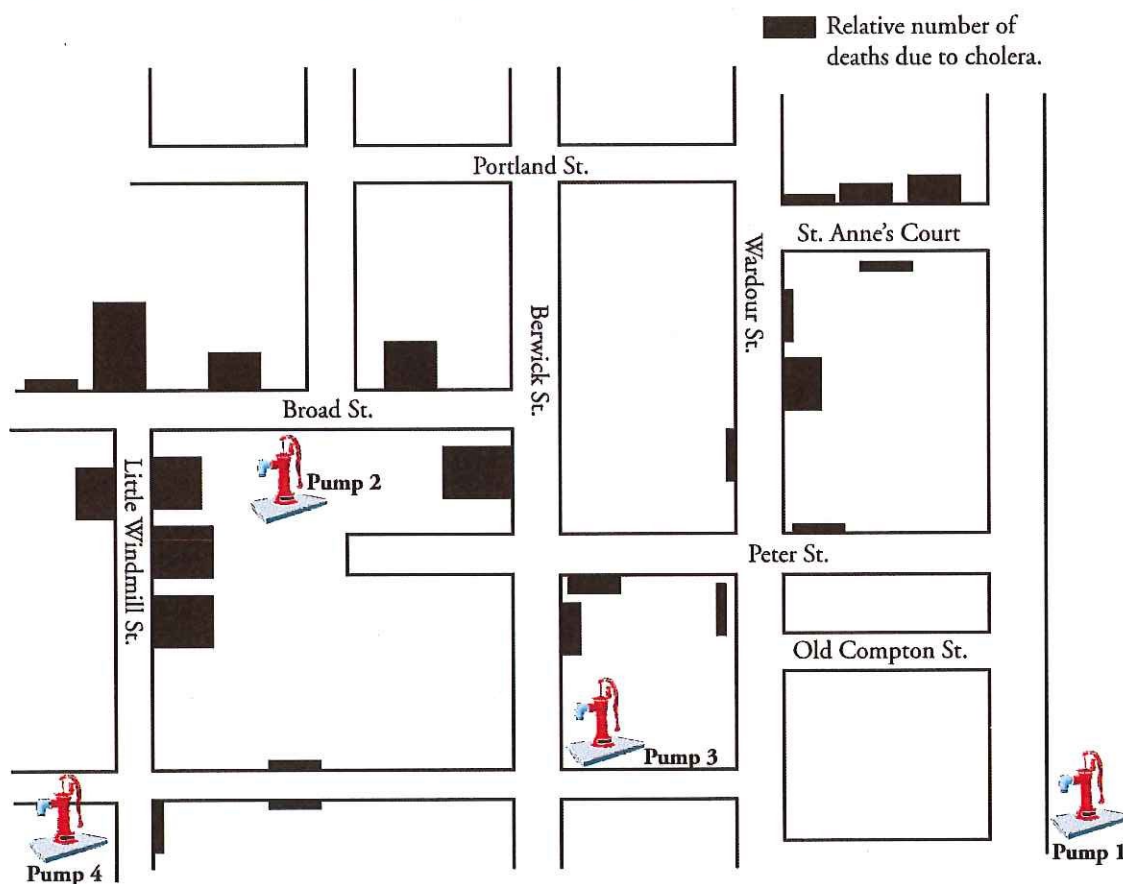 Relative number of
deaths due to cholera.
Portland St.
St. Anne's Court
Wardour St.
Berwick St.
Broad St.
Little Windmill St.
Pump 2
Peter St.
Old Compton St.
Pump 3
Pump 4
Pump 1